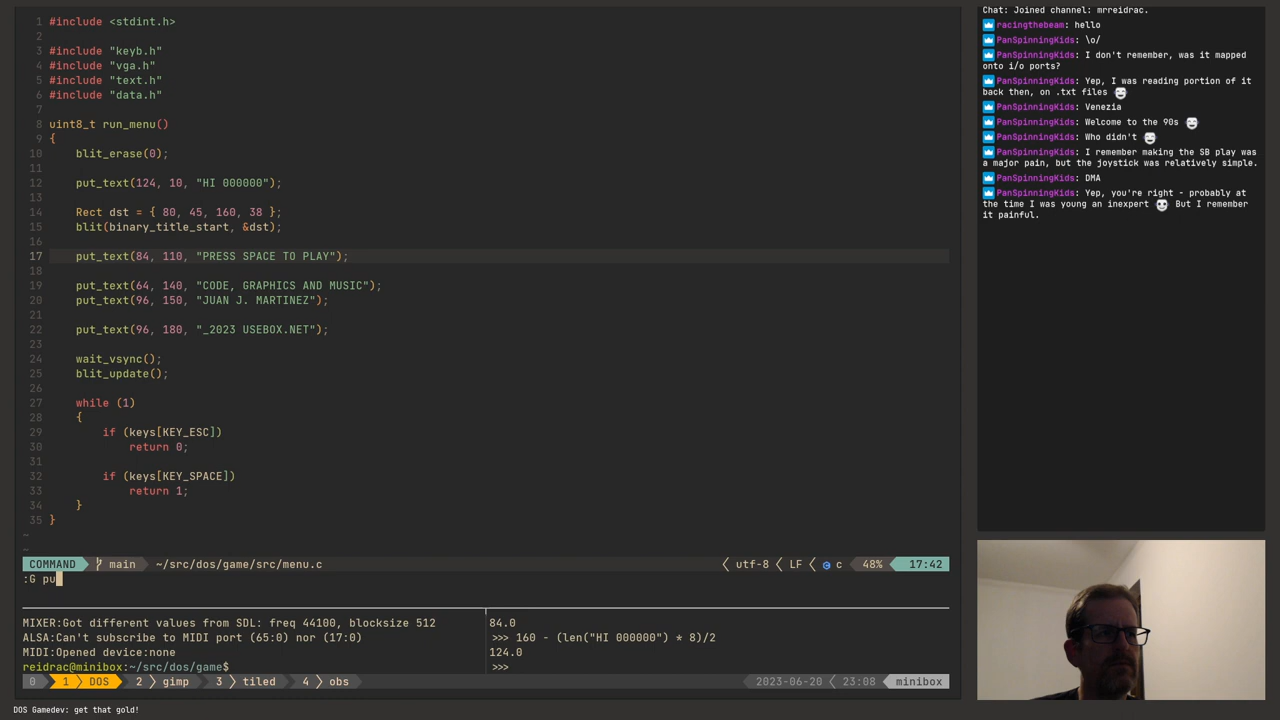 1 #include <stdint.h>
2
3 #include "keyb.h"
4 #include "vga.h"
5 #include "text.h"
6 #include "data.h"
7
8 uint8_t run_menu()
9 {
10 blit_erase(0);
11
12 put_text(124, 10, "HI 000000");
13
14 Rect dst = { 80, 45, 160, 38 };
15 blit(binary_title_start, &dst);
16
17 put_text(84, 110, "PRESS SPACE TO PLAY");
18
19 put_text(64, 140, "CODE, GRAPHICS AND MUSIC");
20 put_text(96, 150, "JUAN J. MARTINEZ");
21
22 put_text(96, 180, "_2023 USEBOX.NET");
23
24 wait_vsync();
25 blit_update();
26
27 while (1)
28 {
29 if (keys[KEY_ESC])
30 return 0;
31
32 if (keys[KEY_SPACE])
33 return 1;
34 }
35 }
~
~
COMMAND main ~/src/dos/game/src/menu.c utf-8 LF c 48% 17:42
:G pu
MIXER:Got different values from SDL: freq 44100, blocksize 512
ALSA:Can't subscribe to MIDI port (65:0) nor (17:0)
MIDI:Opened device:none
reidrac@minibox:~/src/dos/game$
84.0
>>> 160 - (len("HI 000000") * 8)/2
124.0
>>>
0 1 DOS 2 gimp 3 tiled 4 obs 2023-06-20 23:08 minibox
DOS Gamedev: get that gold!
Chat: Joined channel: mrreidrac.
racingthebeam: hello
PanSpinningKids: \o/
PanSpinningKids: I don't remember, was it mapped
onto i/o ports?
PanSpinningKids: Yep, I was reading portion of it
back then, on .txt files
PanSpinningKids: Venezia
PanSpinningKids: Welcome to the 90s
PanSpinningKids: Who didn't
PanSpinningKids: I remember making the SB play was
a major pain, but the joystick was relatively simple.
PanSpinningKids: DMA
PanSpinningKids: Yep, you're right - probably at
the time I was young an inexpert But I remember
it painful.